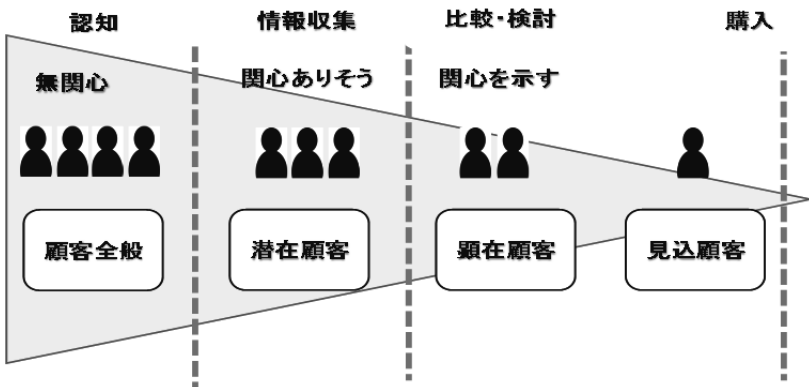 認知
情報収集
比較・検討
購入
無関心
関心ありそう
関心を示す
顧客全般
潜在顧客
顕在顧客
見込顧客